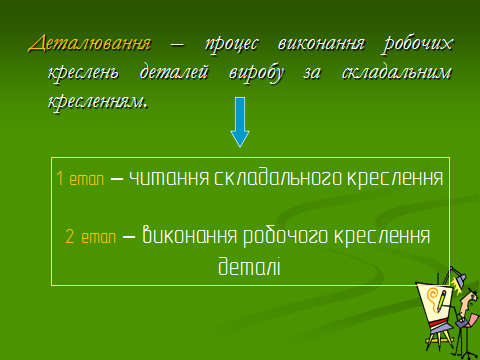 Деталювання – процес виконання робочих
креслень деталей виробу за складальним
кресленням.
1 етап – читання складального креслення
2 етап – виконання робочого креслення
деталі